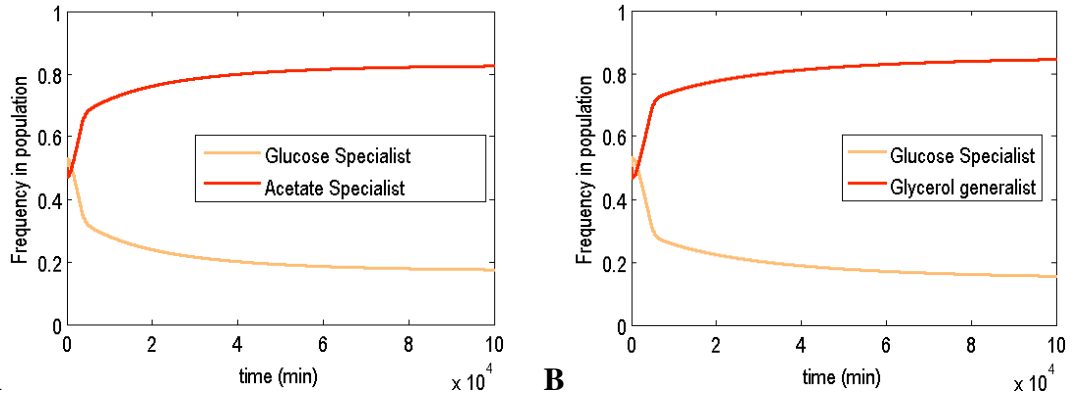 1
0.8
0.6
0.4
0.2
0
Frequency in population
Glucose Specialist
Acetate Specialist
0 2 4 6 8 10
time (min)
x 10^4
1
0.8
0.6
0.4
0.2
0
Frequency in population
Glucose Specialist
Glycerol generalist
0 2 4 6 8 10
time (min)
x 10^4
B